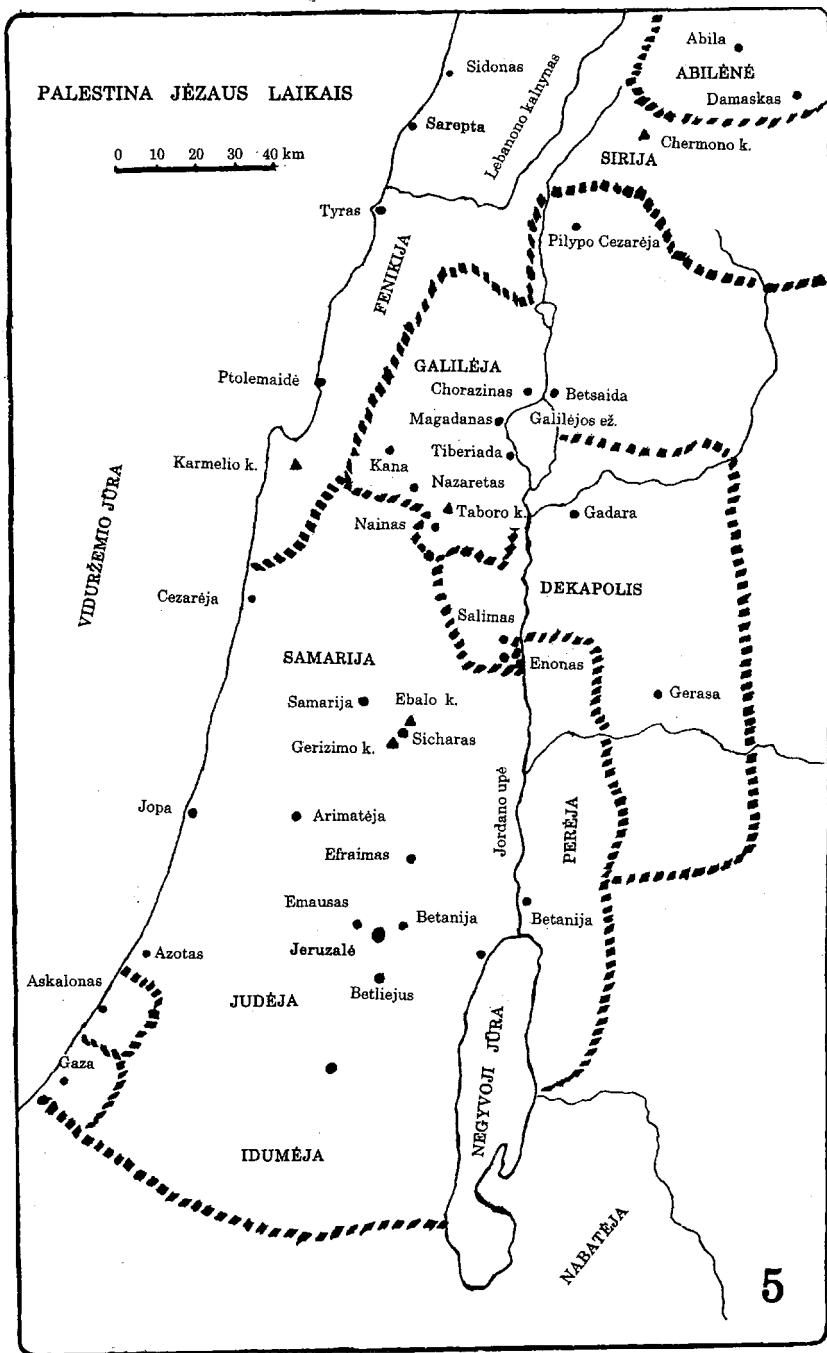 PALESTINA JĖZAUS LAIKAIS
0 10 20 30 40 km
Sidonas
Sarepta
Lebanono kalnynas
Abila
ABILĖNĖ
Damaskas
Chermono k.
SIRIJA
Tyras
Pilypo Cezarėja
FENIKIJA
GALILĖJA
Ptolemaidė
Chorazinas
Betsaida
Magadanas
Galilėjos ež.
Karmelio k.
Kana
Tiberiada
Nazaretas
Taboro k.
Nainas
Gadara
VIDURŽEMIO JŪRA
Cezarėja
DEKAPOLIS
Salimas
Enonas
SAMARIJA
Samarija
Ebalo k.
Sicharas
Gerizimo k.
Gerasa
Jopa
Arimatėja
Jordano upė
PERĖJA
Efraimas
Emausas
Betanija
Betanija
Jeruzalė
Azotas
Askalonas
Betliejus
JUDĖJA
Gaza
NEGYVOJI JŪRA
IDUMĖJA
NABATĖJA
5